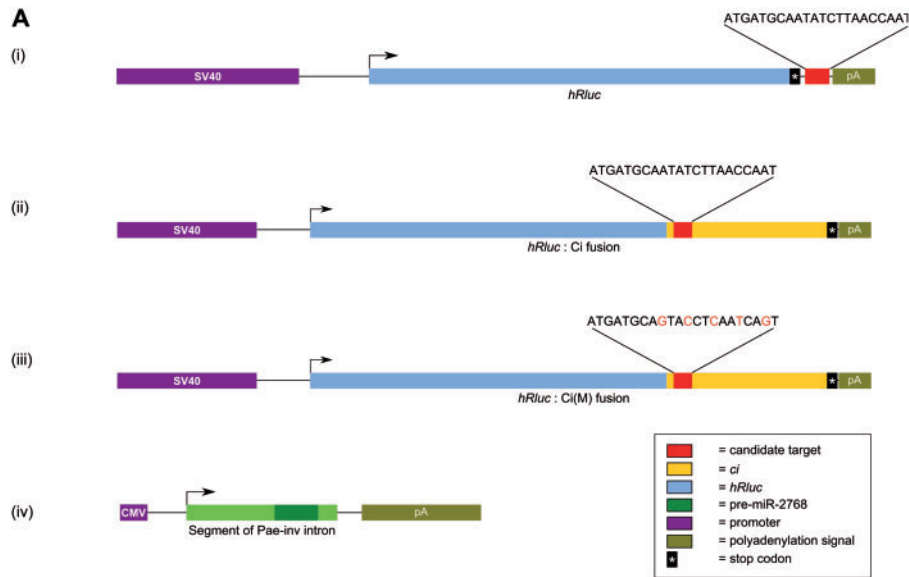 A
(i)
ATGATGCAATATCTTAACCAAT
SV40
*
pA
hRluc
(ii)
ATGATGCAATATCTTAACCAAT
SV40
*
pA
hRluc : Ci fusion
(iii)
ATGATGCAGTACCTCAATCAGT
SV40
*
pA
hRluc : Ci(M) fusion
(iv)
CMV
pA
Segment of Pae-inv intron
= candidate target
= ci
= hRluc
= pre-miR-2768
= promoter
= polyadenylation signal
* = stop codon